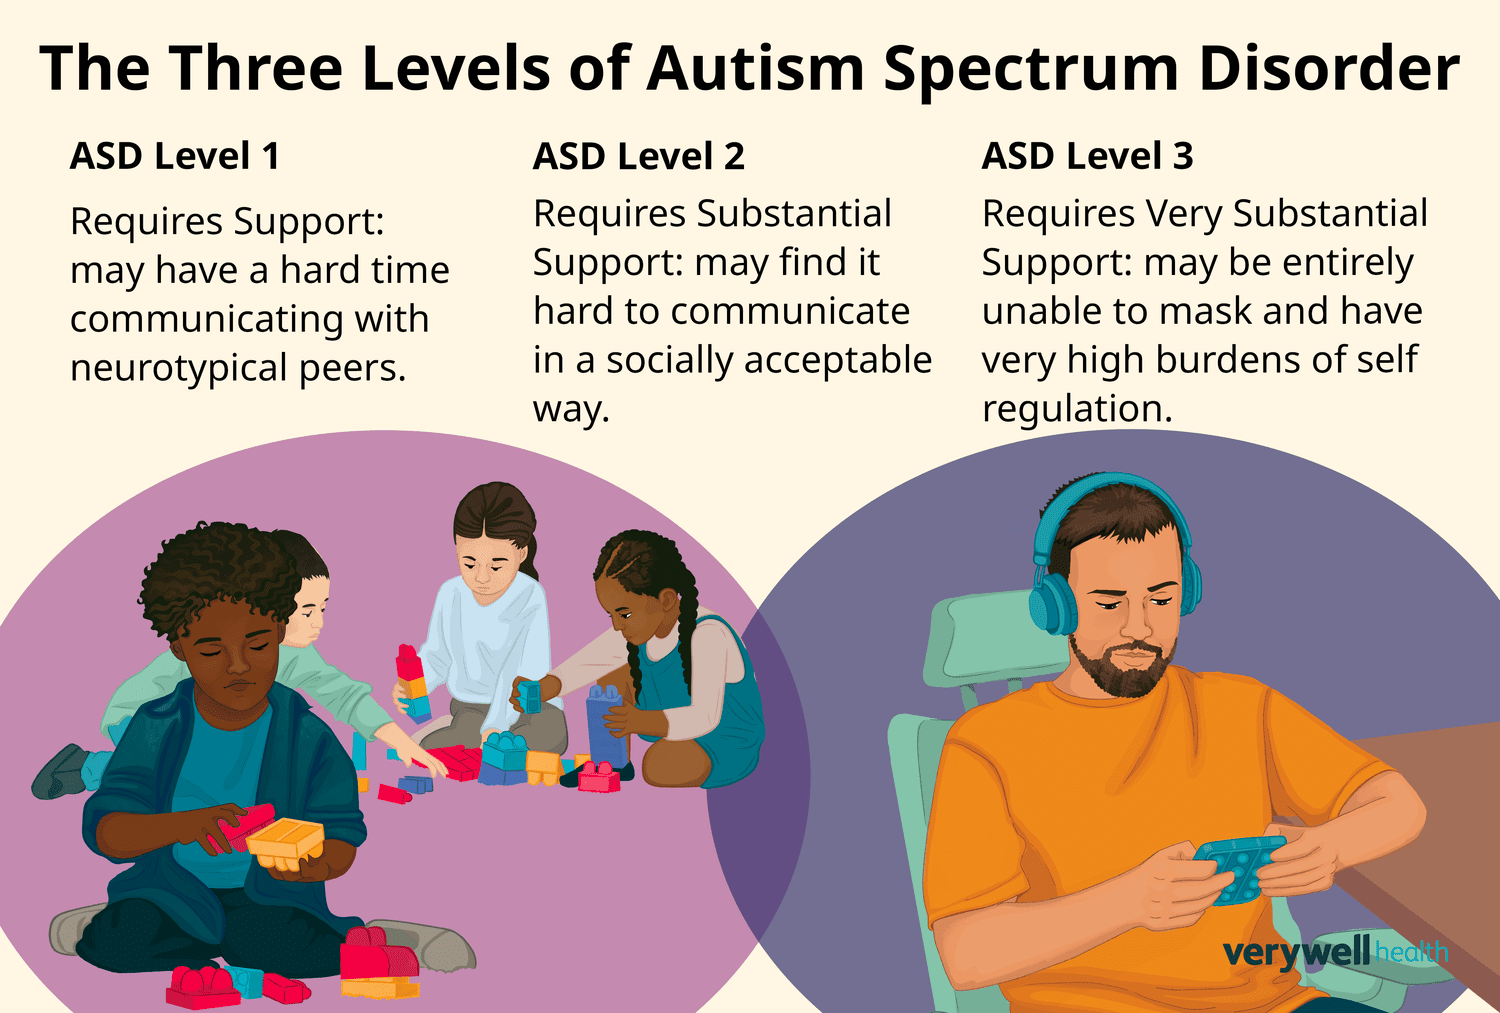 The Three Levels of Autism Spectrum Disorder
ASD Level 1
Requires Support:
may have a hard time
communicating with
neurotypical peers.
ASD Level 2
Requires Substantial
Support: may find it
hard to communicate
in a socially acceptable
way.
ASD Level 3
Requires Very Substantial
Support: may be entirely
unable to mask and have
very high burdens of self
regulation.
verywell health